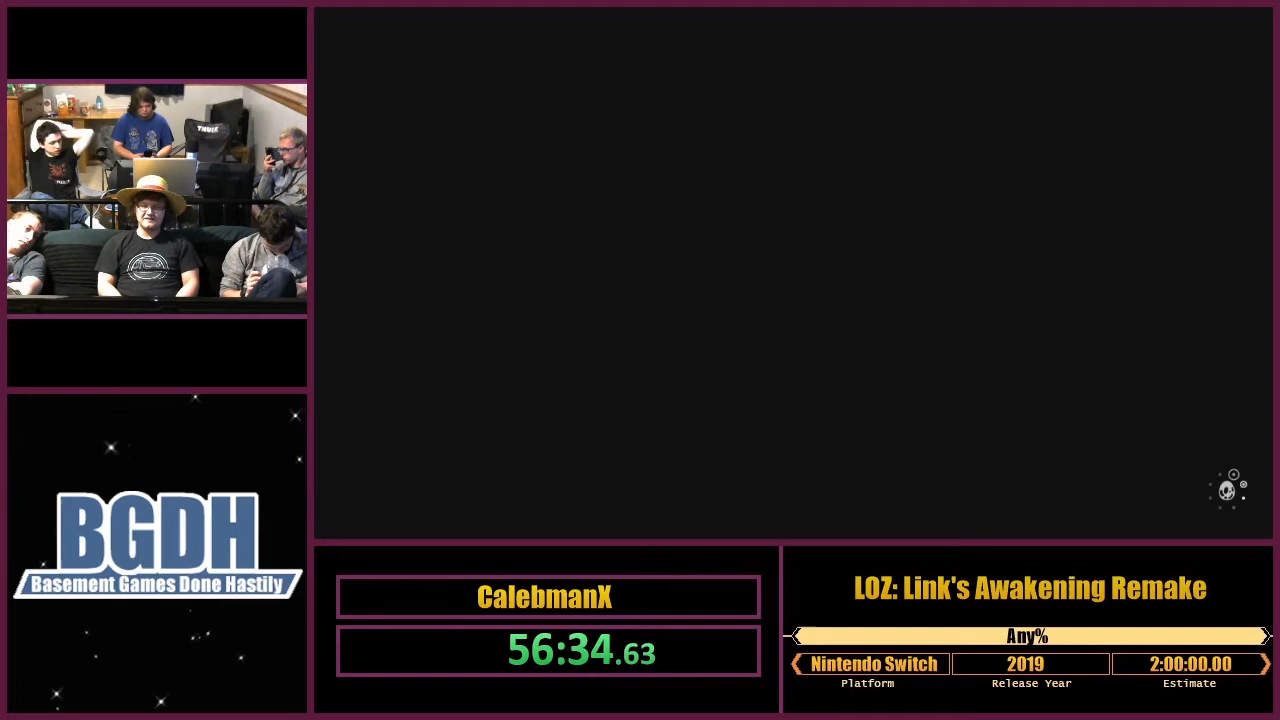 THULE
BGDH
Basement Games Done Hastily
CalebmanX
56:34.63
LOZ: Link's Awakening Remake
Any%
Nintendo Switch
2019
2:00:00.00
Platform
Release Year
Estimate